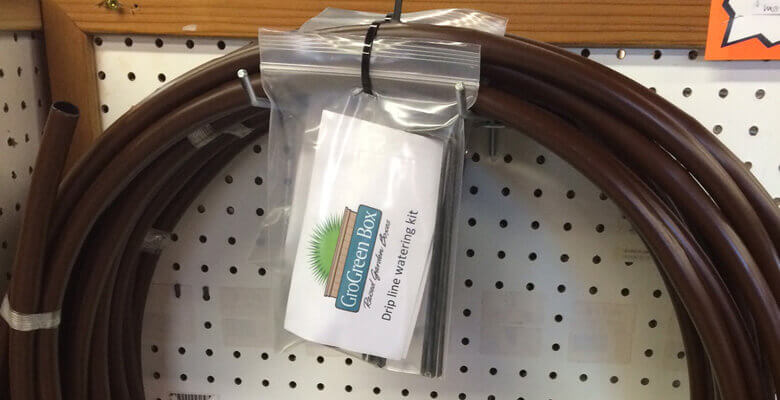 GroGreen Box
Raised Garden Boxes
Drip line watering kit